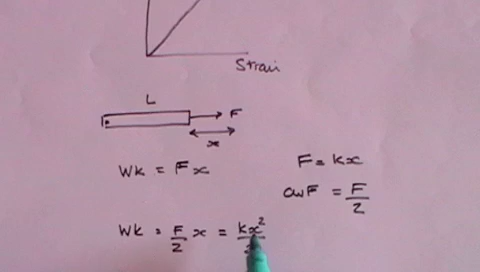 Strain
L
F
x
Wk = Fx
F = kx
avF = F/2
Wk = F/2 x = kx²/2